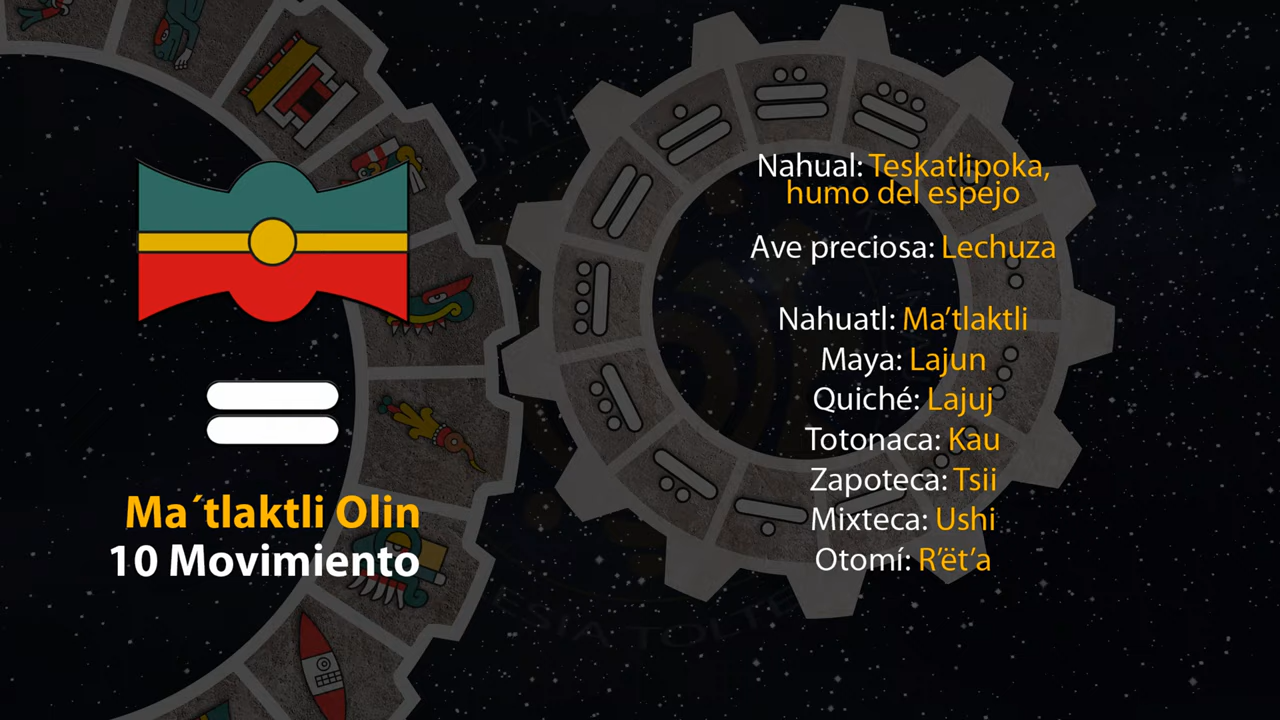 Nahual: Teskatlipoka,
humo del espejo
Ave preciosa: Lechuza
Nahuatl: Ma’tlaktli
Maya: Lajun
Quiché: Lajuj
Totonaca: Kau
Zapoteca: Tsii
Mixteca: Ushi
Otomí: R’ët’a
Ma´tlaktli Olin
10 Movimiento